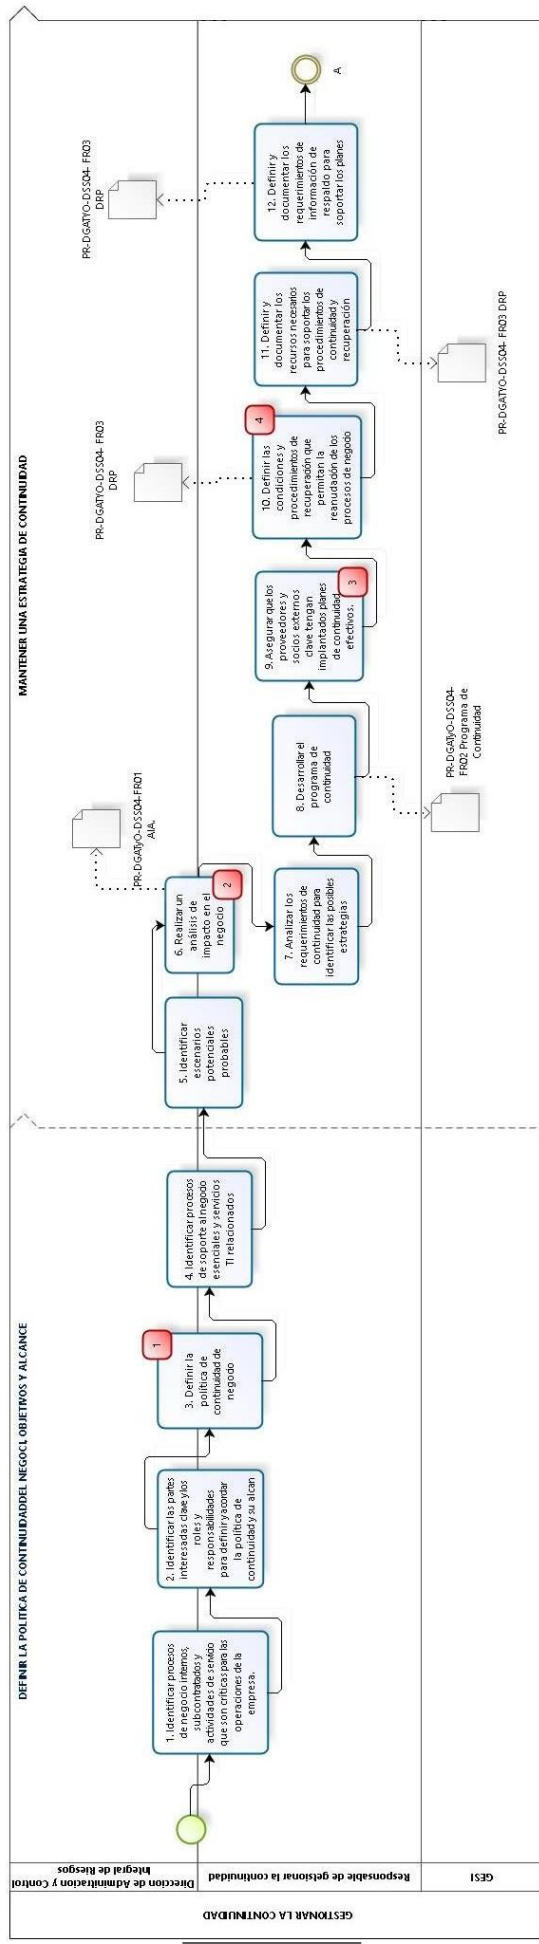 GESTIONAR LA CONTINUIDAD
Direccion de Adminitracion y Control
Integral de Riesgos
Responsable de getsionar la continuidad
GESI
DEFINIR LA POLITICA DE CONTINUIDADDEL NEGOCI, OBJETIVOS Y ALCANCE
1. Identificar procesos
de negocio internos,
subcontratados y
actividades de servicio
que son críticas para las
operaciones de la
empresa.
2. Identificar las partes
interesadas clave y los
roles y
responsabilidades
para definir y acordar
la política de
continuidad y su alcan
3. Definir la
política de
continuidad de
negocio
1
4. Identificar procesos
de soporte al negocio
esenciales y servicios
TI relacionados
MANTENER UNA ESTRATEGIA DE CONTINUIDAD
5. Identificar
escenarios
potenciales
probables
6. Realizar un
análisis de
impacto en el
negocio
2
PR-DGATyO-DSS04-FR01
AIA.
7. Analizar los
requerimientos de
continuidad para
identificar las posibles
estrategias
8. Desarrollar el
programa de
continuidad
PR-DGATyO-DSS04-
FR02 Programa de
Continuidad
9. Asegurar que los
proveedores y
socios externos
clave tengan
implantados planes
de continuidad
efectivos.
3
10. Definir las
condiciones y
procedimientos de
recuperación que
permitan la
reanudación de los
procesos de negocio
4
PR-DGATYO-DSS04- FR03
DRP
11. Definir y
documentar los
recursos necesarios
para soportar los
procedimientos de
continuidad y
recuperación
PR-DGATYO-DSS04- FR03 DRP
12. Definir y
documentar los
requerimientos de
información de
respaldo para
soportar los planes
PR-DGATYO-DSS04- FR03
DRP
A